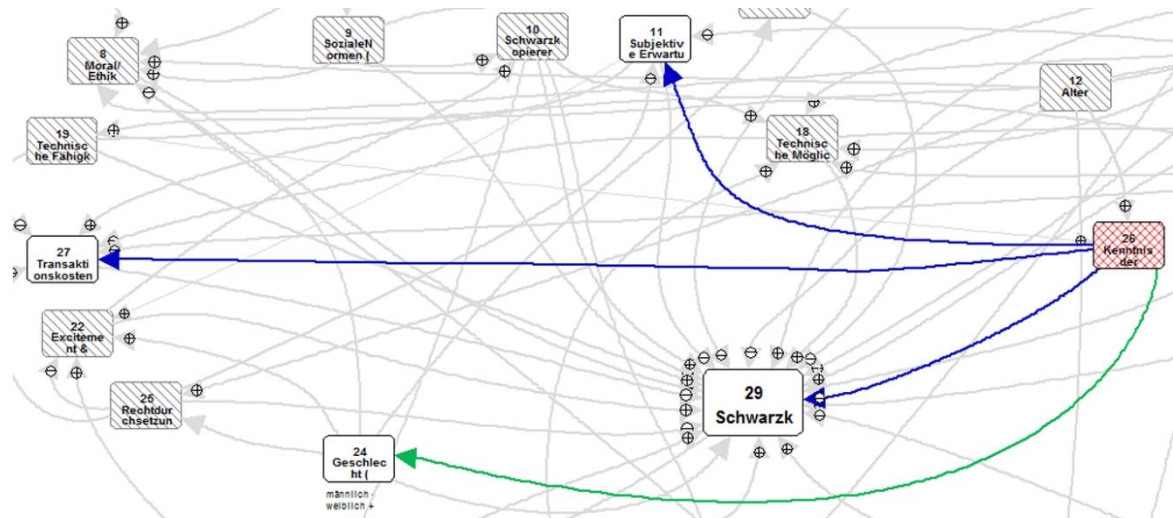 8
Moral/
Ethik
9
SozialeN
ormen (
10
Schwarzk
opierer
11
Subjektiv
e Erwartu
12
Alter
19
Technisc
he Fähigk
18
Technisc
he Möglic
26
Kenntnis
der
27
Transakti
onskosten
22
Exciteme
nt &
25
Rechtdur
chsetzun
29
Schwarzk
24
Geschlec
ht (
männlich -
weiblich +